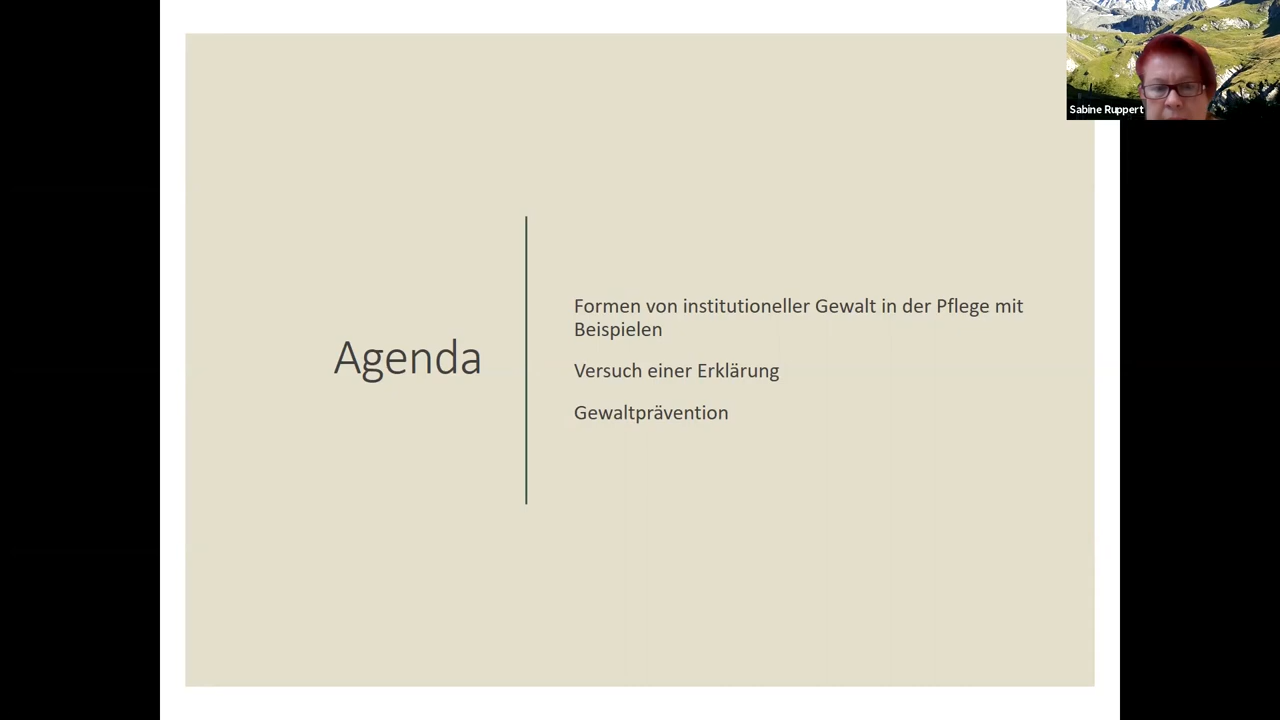 Sabine Ruppert
Agenda
Formen von institutioneller Gewalt in der Pflege mit
Beispielen
Versuch einer Erklärung
Gewaltprävention